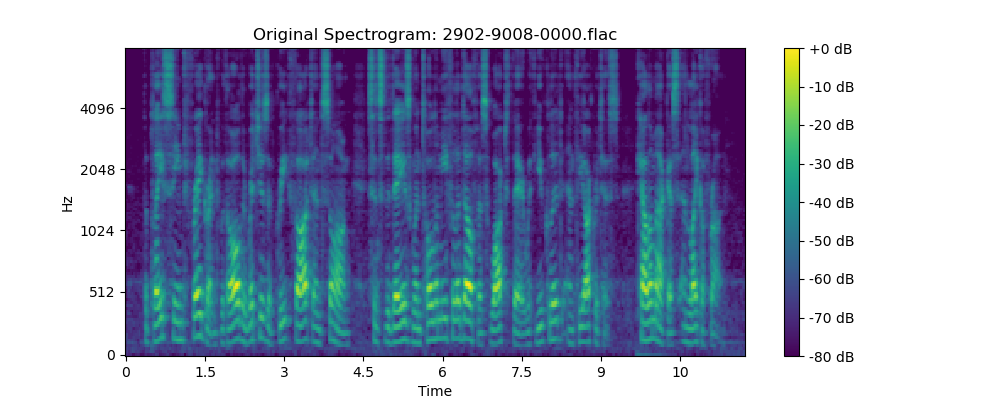 Original Spectrogram: 2902-9008-0000.flac
+0 dB
-10 dB
4096
-20 dB
2048
-30 dB
Hz
-40 dB
1024
-50 dB
512
-60 dB
-70 dB
0
-80 dB
0 1.5 3 4.5 6 7.5 9 10
Time